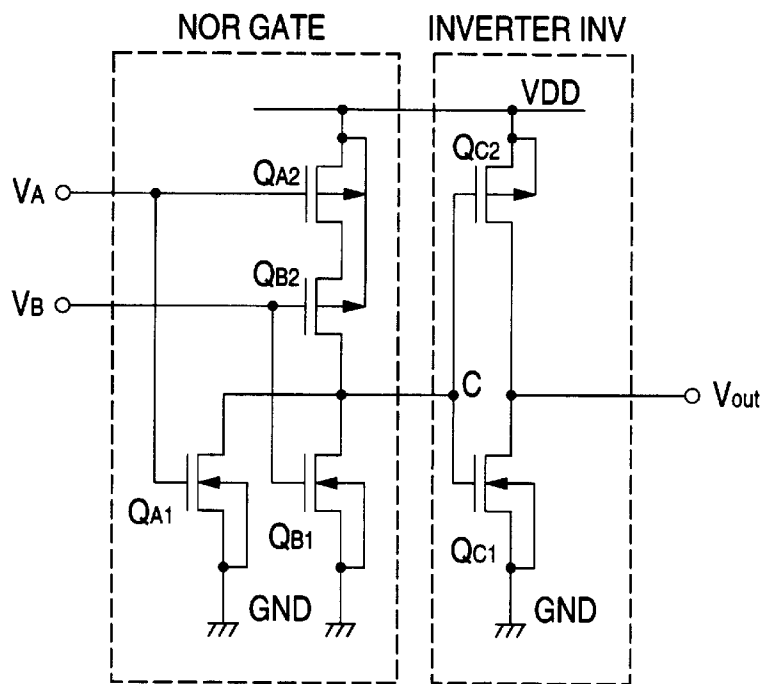 NOR GATE
INVERTER INV
VDD
QA2
QC2
VA
QB2
VB
C
Vout
QA1
QB1
QC1
GND
GND